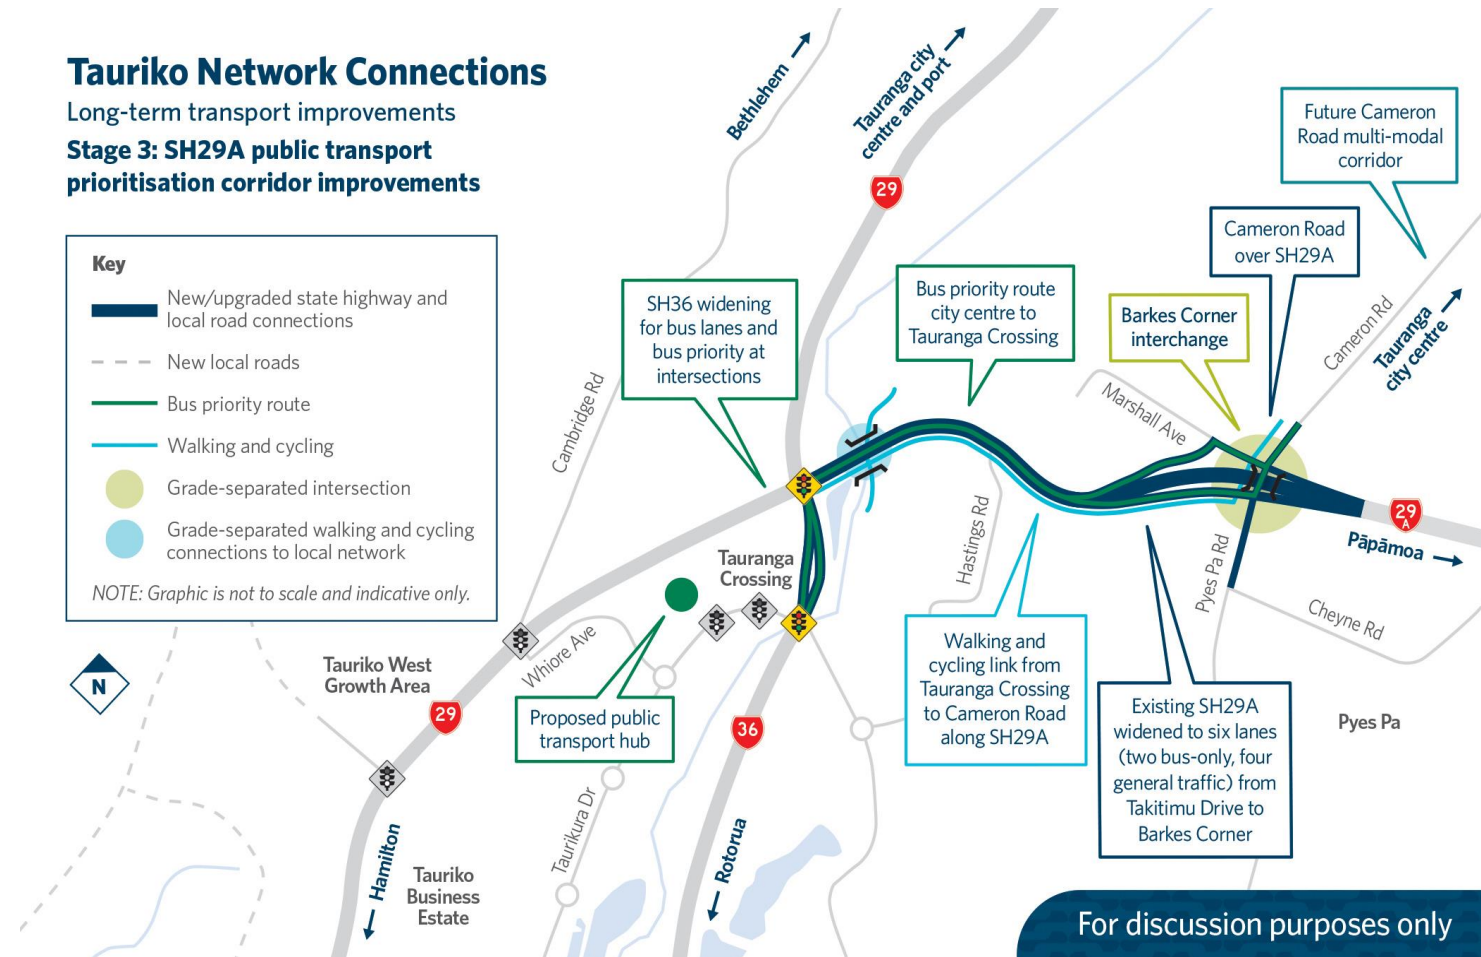 Tauriko Network Connections
Long-term transport improvements
Stage 3: SH29A public transport
prioritisation corridor improvements
Key
New/upgraded state highway and
local road connections
New local roads
Bus priority route
Walking and cycling
Grade-separated intersection
Grade-separated walking and cycling
connections to local network
NOTE: Graphic is not to scale and indicative only.
N
Bethlehem
Tauranga city
centre and port
29
Future Cameron
Road multi-modal
corridor
Cameron Road
over SH29A
SH36 widening
for bus lanes and
bus priority at
intersections
Bus priority route
city centre to
Tauranga Crossing
Barkes Corner
interchange
Cameron Rd
Tauranga
city centre
Cambridge Rd
Marshall Ave
29
A
Pāpāmoa
Hastings Rd
Pyes Pa Rd
Cheyne Rd
Tauranga
Crossing
Whiore Ave
Tauriko West
Growth Area
29
Proposed public
transport hub
36
Walking and
cycling link from
Tauranga Crossing
to Cameron Road
along SH29A
Existing SH29A
widened to six lanes
(two bus-only, four
general traffic) from
Takitimu Drive to
Barkes Corner
Pyes Pa
Hamilton
Tauriko
Business
Estate
Taurikura Dr
Rotorua
For discussion purposes only